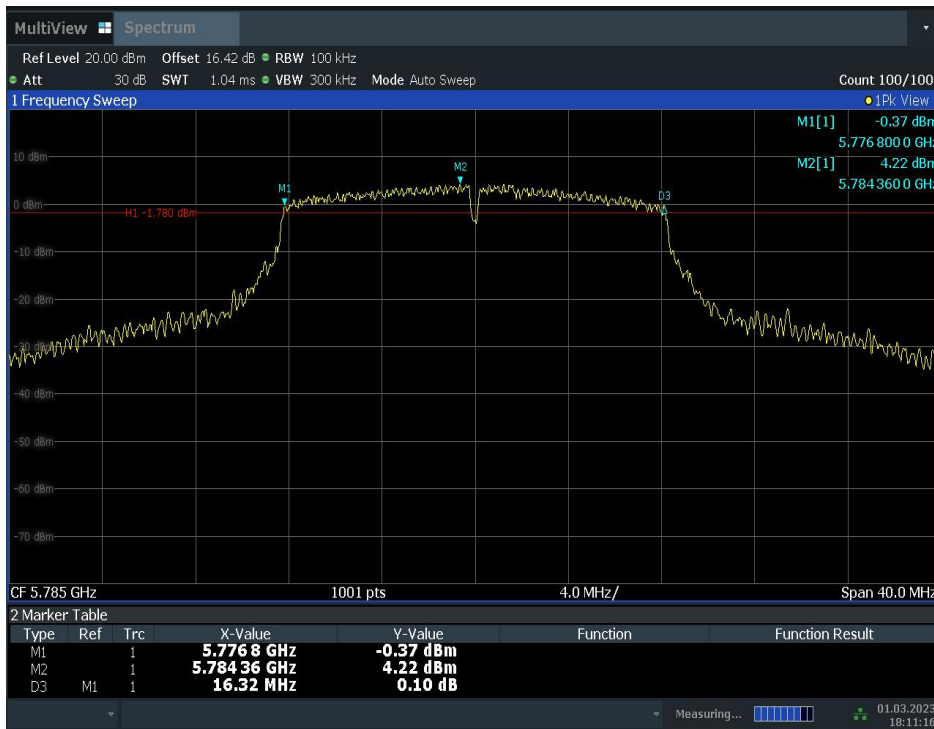 MultiView Spectrum
Ref Level 20.00 dBm Offset 16.42 dB RBW 100 kHz
Att 30 dB SWT 1.04 ms VBW 300 kHz Mode Auto Sweep Count 100/100
1 Frequency Sweep 1Pk View
M1[1] -0.37 dBm
5.776 800 0 GHz
M2[1] 4.22 dBm
5.784 360 0 GHz
10 dBm
M2
M1
D3
0 dBm
H1 -1.780 dBm
-10 dBm
-20 dBm
-30 dBm
-40 dBm
-50 dBm
-60 dBm
-70 dBm
CF 5.785 GHz 1001 pts 4.0 MHz/ Span 40.0 MHz
2 Marker Table
Type Ref Trc X-Value Y-Value Function Function Result
M1 1 5.776 8 GHz -0.37 dBm
M2 1 5.784 36 GHz 4.22 dBm
D3 M1 1 16.32 MHz 0.10 dB
Measuring... 01.03.2023
18:11:16